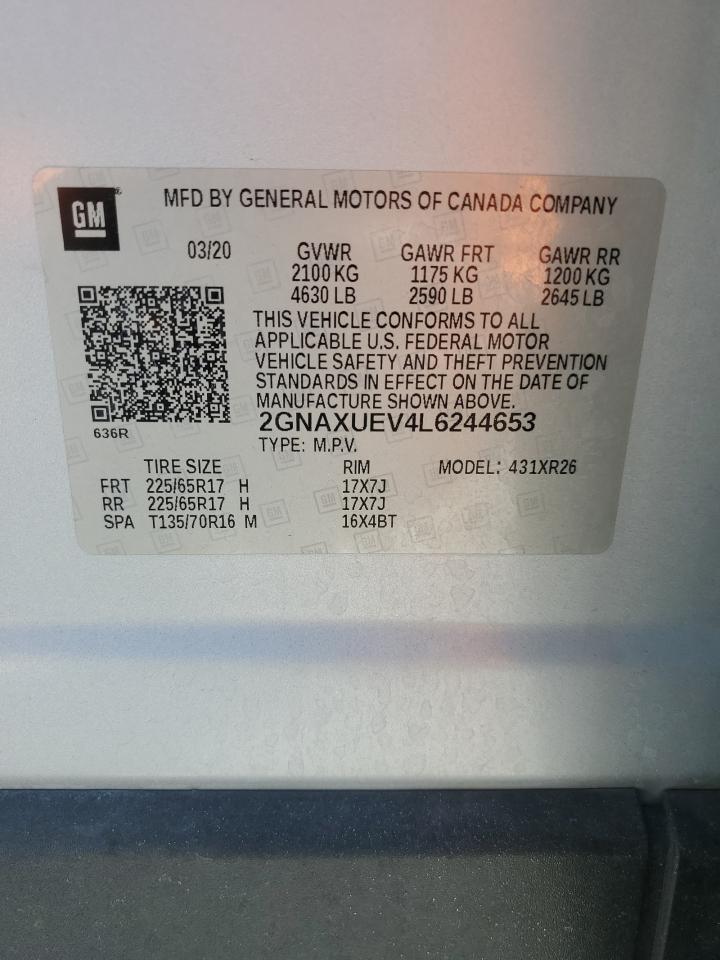 GM
MFD BY GENERAL MOTORS OF CANADA COMPANY
03/20 GVWR GAWR FRT GAWR RR
2100 KG 1175 KG 1200 KG
4630 LB 2590 LB 2645 LB
THIS VEHICLE CONFORMS TO ALL
APPLICABLE U.S. FEDERAL MOTOR
VEHICLE SAFETY AND THEFT PREVENTION
STANDARDS IN EFFECT ON THE DATE OF
MANUFACTURE SHOWN ABOVE.
636R
2GNAXUEV4L6244653
TYPE: M.P.V.
TIRE SIZE RIM MODEL: 431XR26
FRT 225/65R17 H 17X7J
RR 225/65R17 H 17X7J
SPA T135/70R16 M 16X4BT